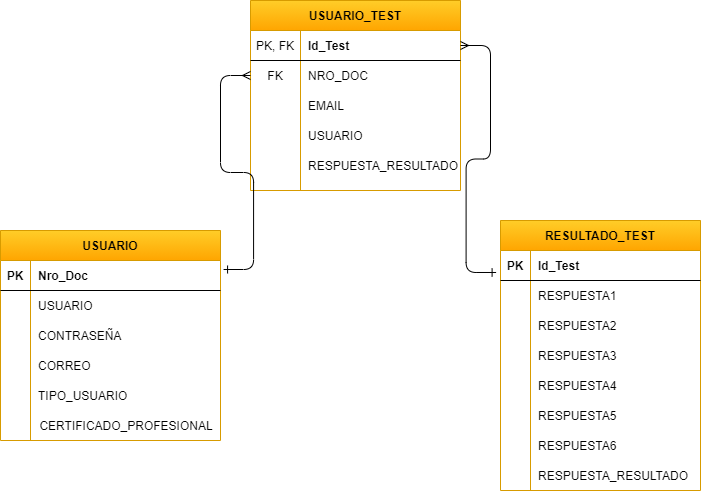 USUARIO_TEST
PK, FK Id_Test
FK NRO_DOC
EMAIL
USUARIO
RESPUESTA_RESULTADO
USUARIO
PK Nro_Doc
USUARIO
CONTRASEÑA
CORREO
TIPO_USUARIO
CERTIFICADO_PROFESIONAL
RESULTADO_TEST
PK Id_Test
RESPUESTA1
RESPUESTA2
RESPUESTA3
RESPUESTA4
RESPUESTA5
RESPUESTA6
RESPUESTA_RESULTADO